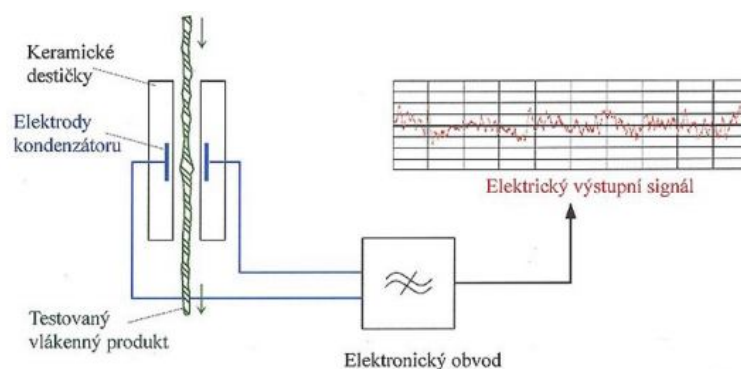 Keramické
destičky
Elektrody
kondenzátoru
Elektrický výstupní signál
Testovaný
vlákenný produkt
Elektronický obvod